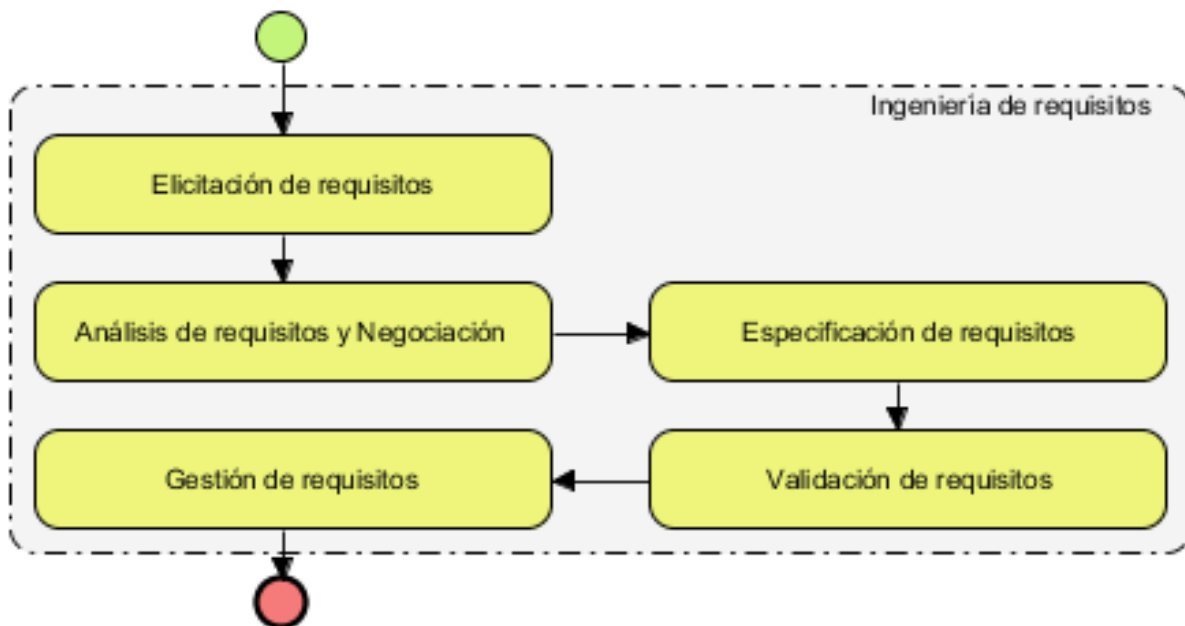 Ingeniería de requisitos
Elicitación de requisitos
Análisis de requisitos y Negociación
Especificación de requisitos
Validación de requisitos
Gestión de requisitos